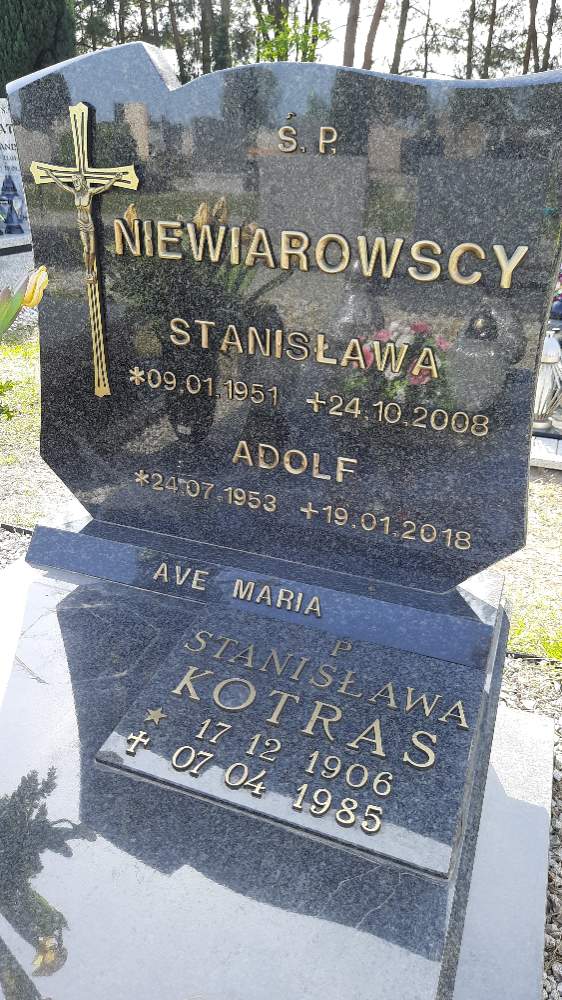 Ś. P.
NIEWIAROWSCY
STANISŁAWA
*09.01.1951 +24.10.2008
ADOLF
*24.07.1953 +19.01.2018
AVE MARIA
P
STANISŁAWA
KOTRAS
* 17 12 1906
+ 07 04 1985